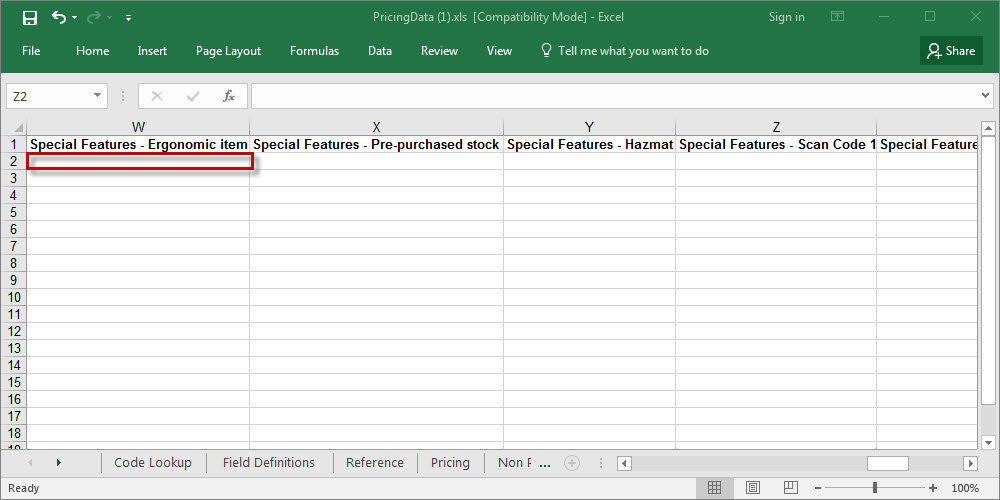 PricingData (1).xls [Compatibility Mode] - Excel Sign in
File Home Insert Page Layout Formulas Data Review View Tell me what you want to do Share
Z2 fx
W X Y Z
1 Special Features - Ergonomic item Special Features - Pre-purchased stock Special Features - Hazmat Special Features - Scan Code 1 Special Feature
2
3
4
5
6
7
8
9
10
11
12
13
14
15
16
17
18
19
Code Lookup Field Definitions Reference Pricing Non P ...
Ready 100%